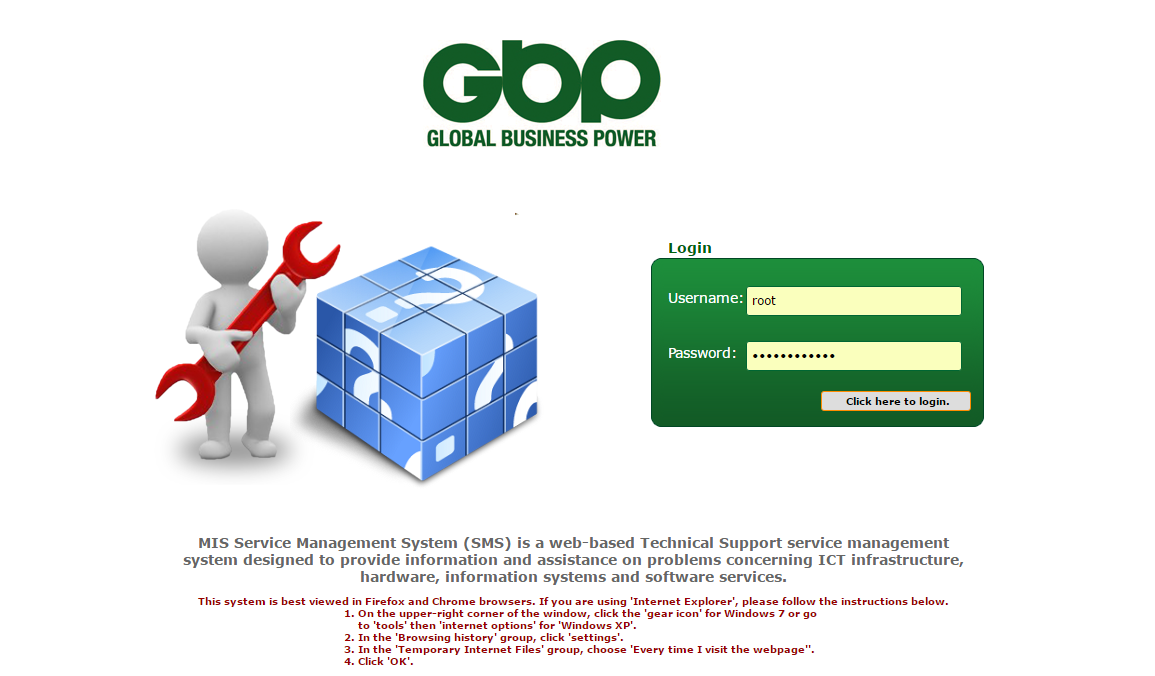 Gbp
GLOBAL BUSINESS POWER
Login
Username: root
Password: ••••••••••••
Click here to login.
MIS Service Management System (SMS) is a web-based Technical Support service management
system designed to provide information and assistance on problems concerning ICT infrastructure,
hardware, information systems and software services.
This system is best viewed in Firefox and Chrome browsers. If you are using 'Internet Explorer', please follow the instructions below.
1. On the upper-right corner of the window, click the 'gear icon' for Windows 7 or go
to 'tools' then 'internet options' for 'Windows XP'.
2. In the 'Browsing history' group, click 'settings'.
3. In the 'Temporary Internet Files' group, choose 'Every time I visit the webpage''.
4. Click 'OK'.